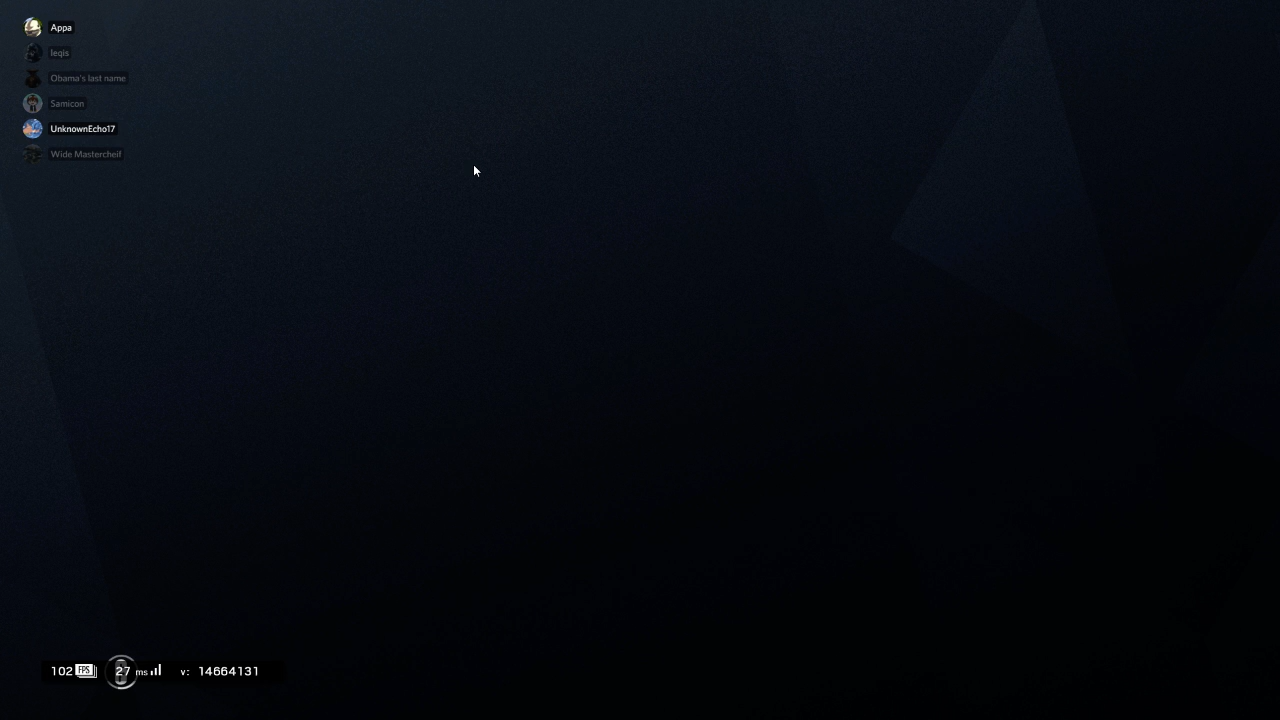 Appa
leqis
Obama's last name
Samicon
UnknownEcho17
Wide Mastercheif
102 FPS 27 ms v: 14664131